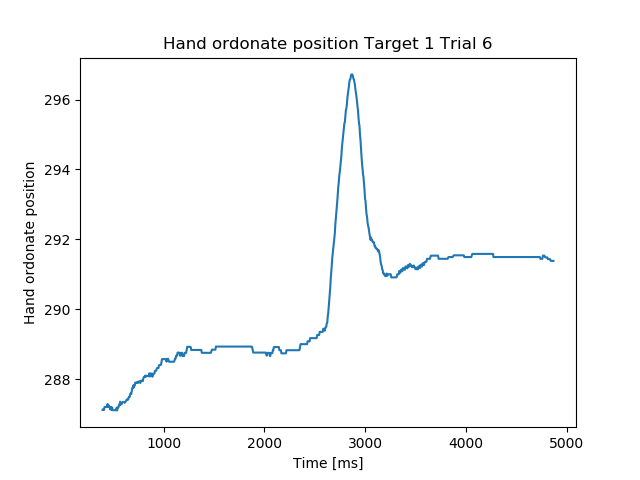 Hand ordonate position Target 1 Trial 6
296
294
292
290
288
Hand ordonate position
1000 2000 3000 4000 5000
Time [ms]